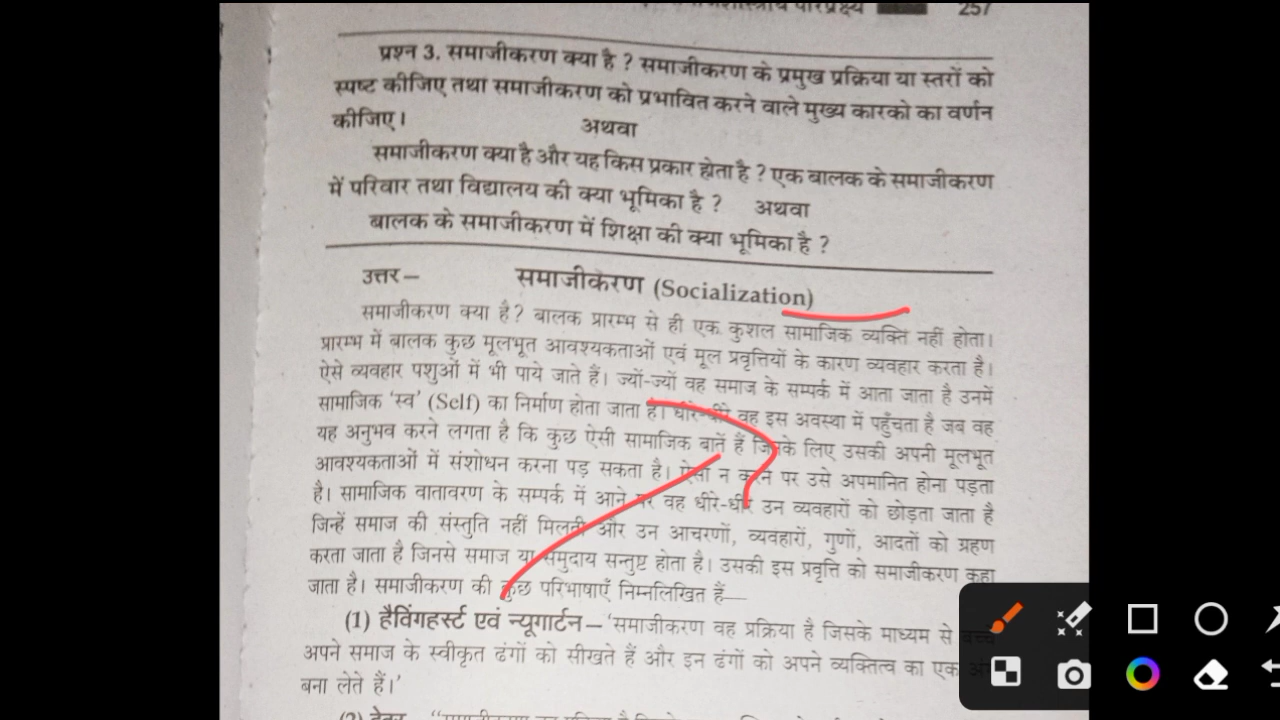 परिप्रेक्ष्य 257
प्रश्न 3. समाजीकरण क्या है ? समाजीकरण के प्रमुख प्रक्रिया या स्तरों को
स्पष्ट कीजिए तथा समाजीकरण को प्रभावित करने वाले मुख्य कारको का वर्णन
कीजिए।
अथवा
समाजीकरण क्या है और यह किस प्रकार होता है ? एक बालक के समाजीकरण
में परिवार तथा विद्यालय की क्या भूमिका है ? अथवा
बालक के समाजीकरण में शिक्षा की क्या भूमिका है ?
उत्तर– समाजीकरण (Socialization)
समाजीकरण क्या है? बालक प्रारम्भ से ही एक कुशल सामाजिक व्यक्ति नहीं होता।
प्रारम्भ में बालक कुछ मूलभूत आवश्यकताओं एवं मूल प्रवृत्तियों के कारण व्यवहार करता है।
ऐसे व्यवहार पशुओं में भी पाये जाते हैं। ज्यों-ज्यों वह समाज के सम्पर्क में आता जाता है उनमें
सामाजिक 'स्व' (Self) का निर्माण होता जाता है। धीरे-धीरे वह इस अवस्था में पहुँचता है जब वह
यह अनुभव करने लगता है कि कुछ ऐसी सामाजिक बातें हैं जिनके लिए उसकी अपनी मूलभूत
आवश्यकताओं में संशोधन करना पड़ सकता है। ऐसा न करने पर उसे अपमानित होना पड़ता
है। सामाजिक वातावरण के सम्पर्क में आने पर वह धीरे-धीरे उन व्यवहारों को छोड़ता जाता है
जिन्हें समाज की संस्तुति नहीं मिलती और उन आचरणों, व्यवहारों, गुणों, आदतों को ग्रहण
करता जाता है जिनसे समाज या समुदाय सन्तुष्ट होता है। उसकी इस प्रवृत्ति को समाजीकरण कहा
जाता है। समाजीकरण की कुछ परिभाषाएँ निम्नलिखित हैं—
(1) हैविंगहर्स्ट एवं न्यूगार्टन–'समाजीकरण वह प्रक्रिया है जिसके माध्यम से बच्चे
अपने समाज के स्वीकृत ढंगों को सीखते हैं और इन ढंगों को अपने व्यक्तित्व का एक अंग
बना लेते हैं।'